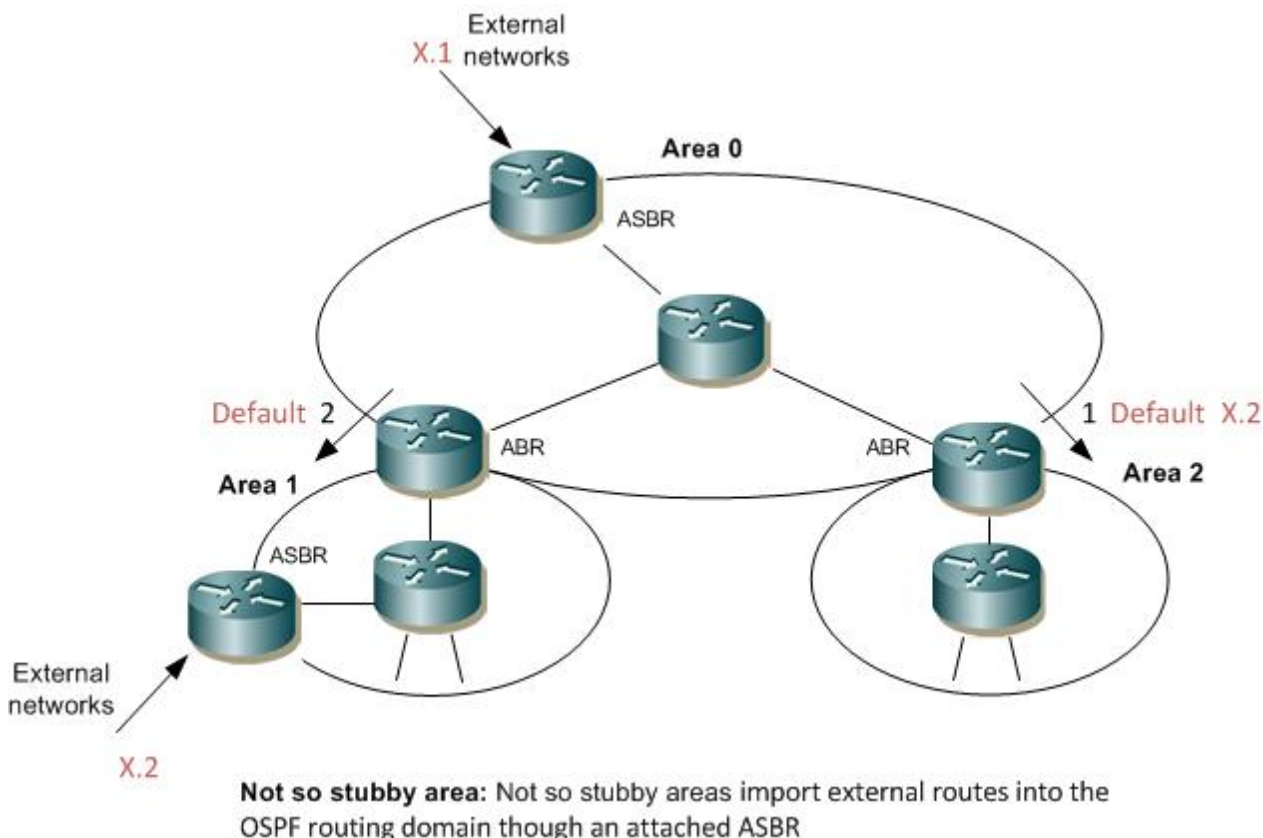 External
X.1 networks
Area 0
ASBR
Default 2
1 Default X.2
ABR
ABR
Area 1
Area 2
ASBR
External
networks
X.2
Not so stubby area: Not so stubby areas import external routes into the
OSPF routing domain though an attached ASBR